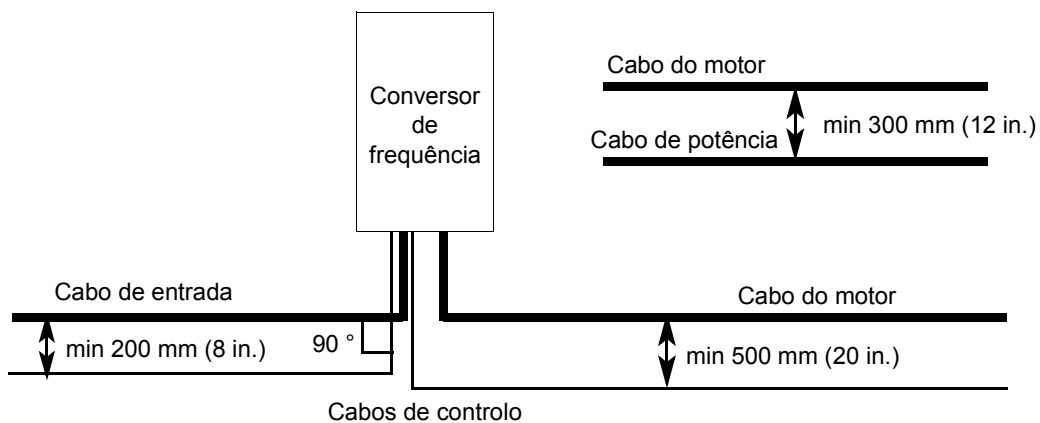 Conversor
de
frequência
Cabo do motor
min 300 mm (12 in.)
Cabo de potência
Cabo de entrada
min 200 mm (8 in.)
90 °
Cabo do motor
min 500 mm (20 in.)
Cabos de controlo